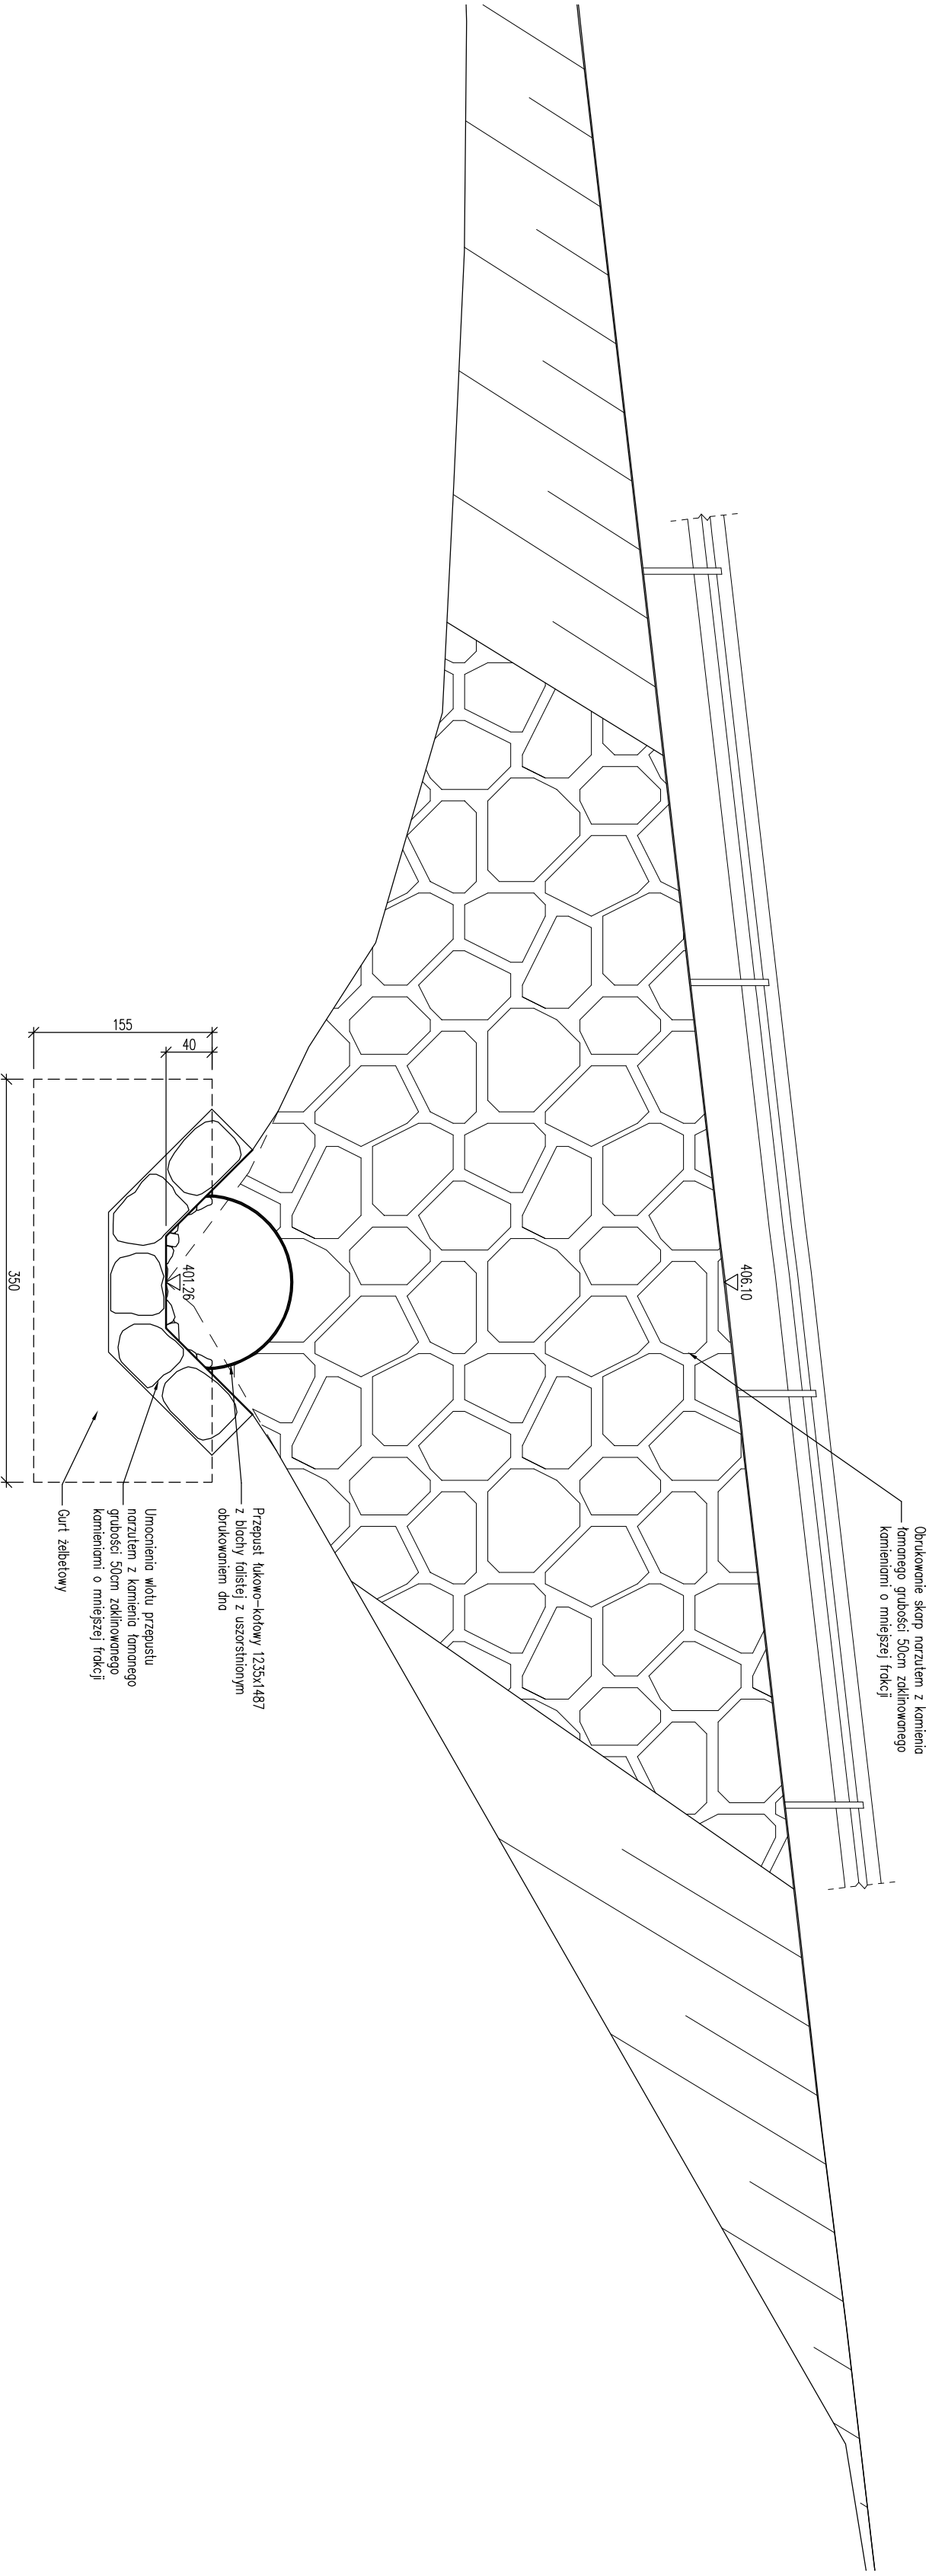 Obrukowanie skarp narzutem z kamienia
łamanego grubości 50cm zaklinowanego
kamieniami o mniejszej frakcji
406.10
401.26
155
40
350
Przepust łukowo-kołowy 1235x1487
z blachy falistej z uszorstnionym
obrukowaniem dna
Umocnienia wlotu przepustu
narzutem z kamienia łamanego
grubości 50cm zaklinowanego
kamieniami o mniejszej frakcji
Gurt żelbetowy